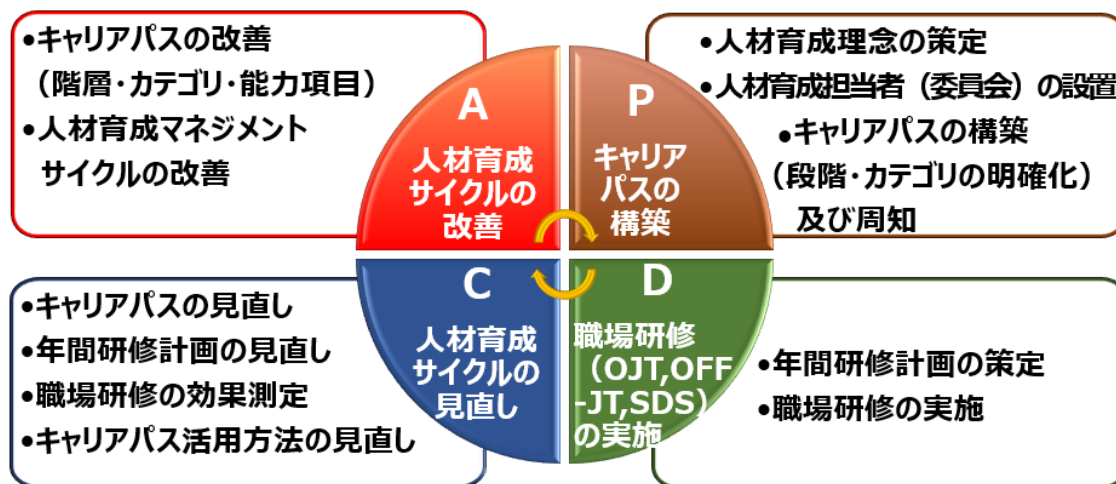 •キャリアパスの改善
（階層・カテゴリ・能力項目）
•人材育成マネジメント
サイクルの改善
A
人材育成
サイクルの
改善
P
キャリア
パスの
構築
•人材育成理念の策定
•人材育成担当者（委員会）の設置
•キャリアパスの構築
（段階・カテゴリの明確化）
及び周知
•キャリアパスの見直し
•年間研修計画の見直し
•職場研修の効果測定
•キャリアパス活用方法の見直し
C
人材育成
サイクルの
見直し
D
職場研修
（OJT,OFF
-JT,SDS）
の実施
•年間研修計画の策定
•職場研修の実施